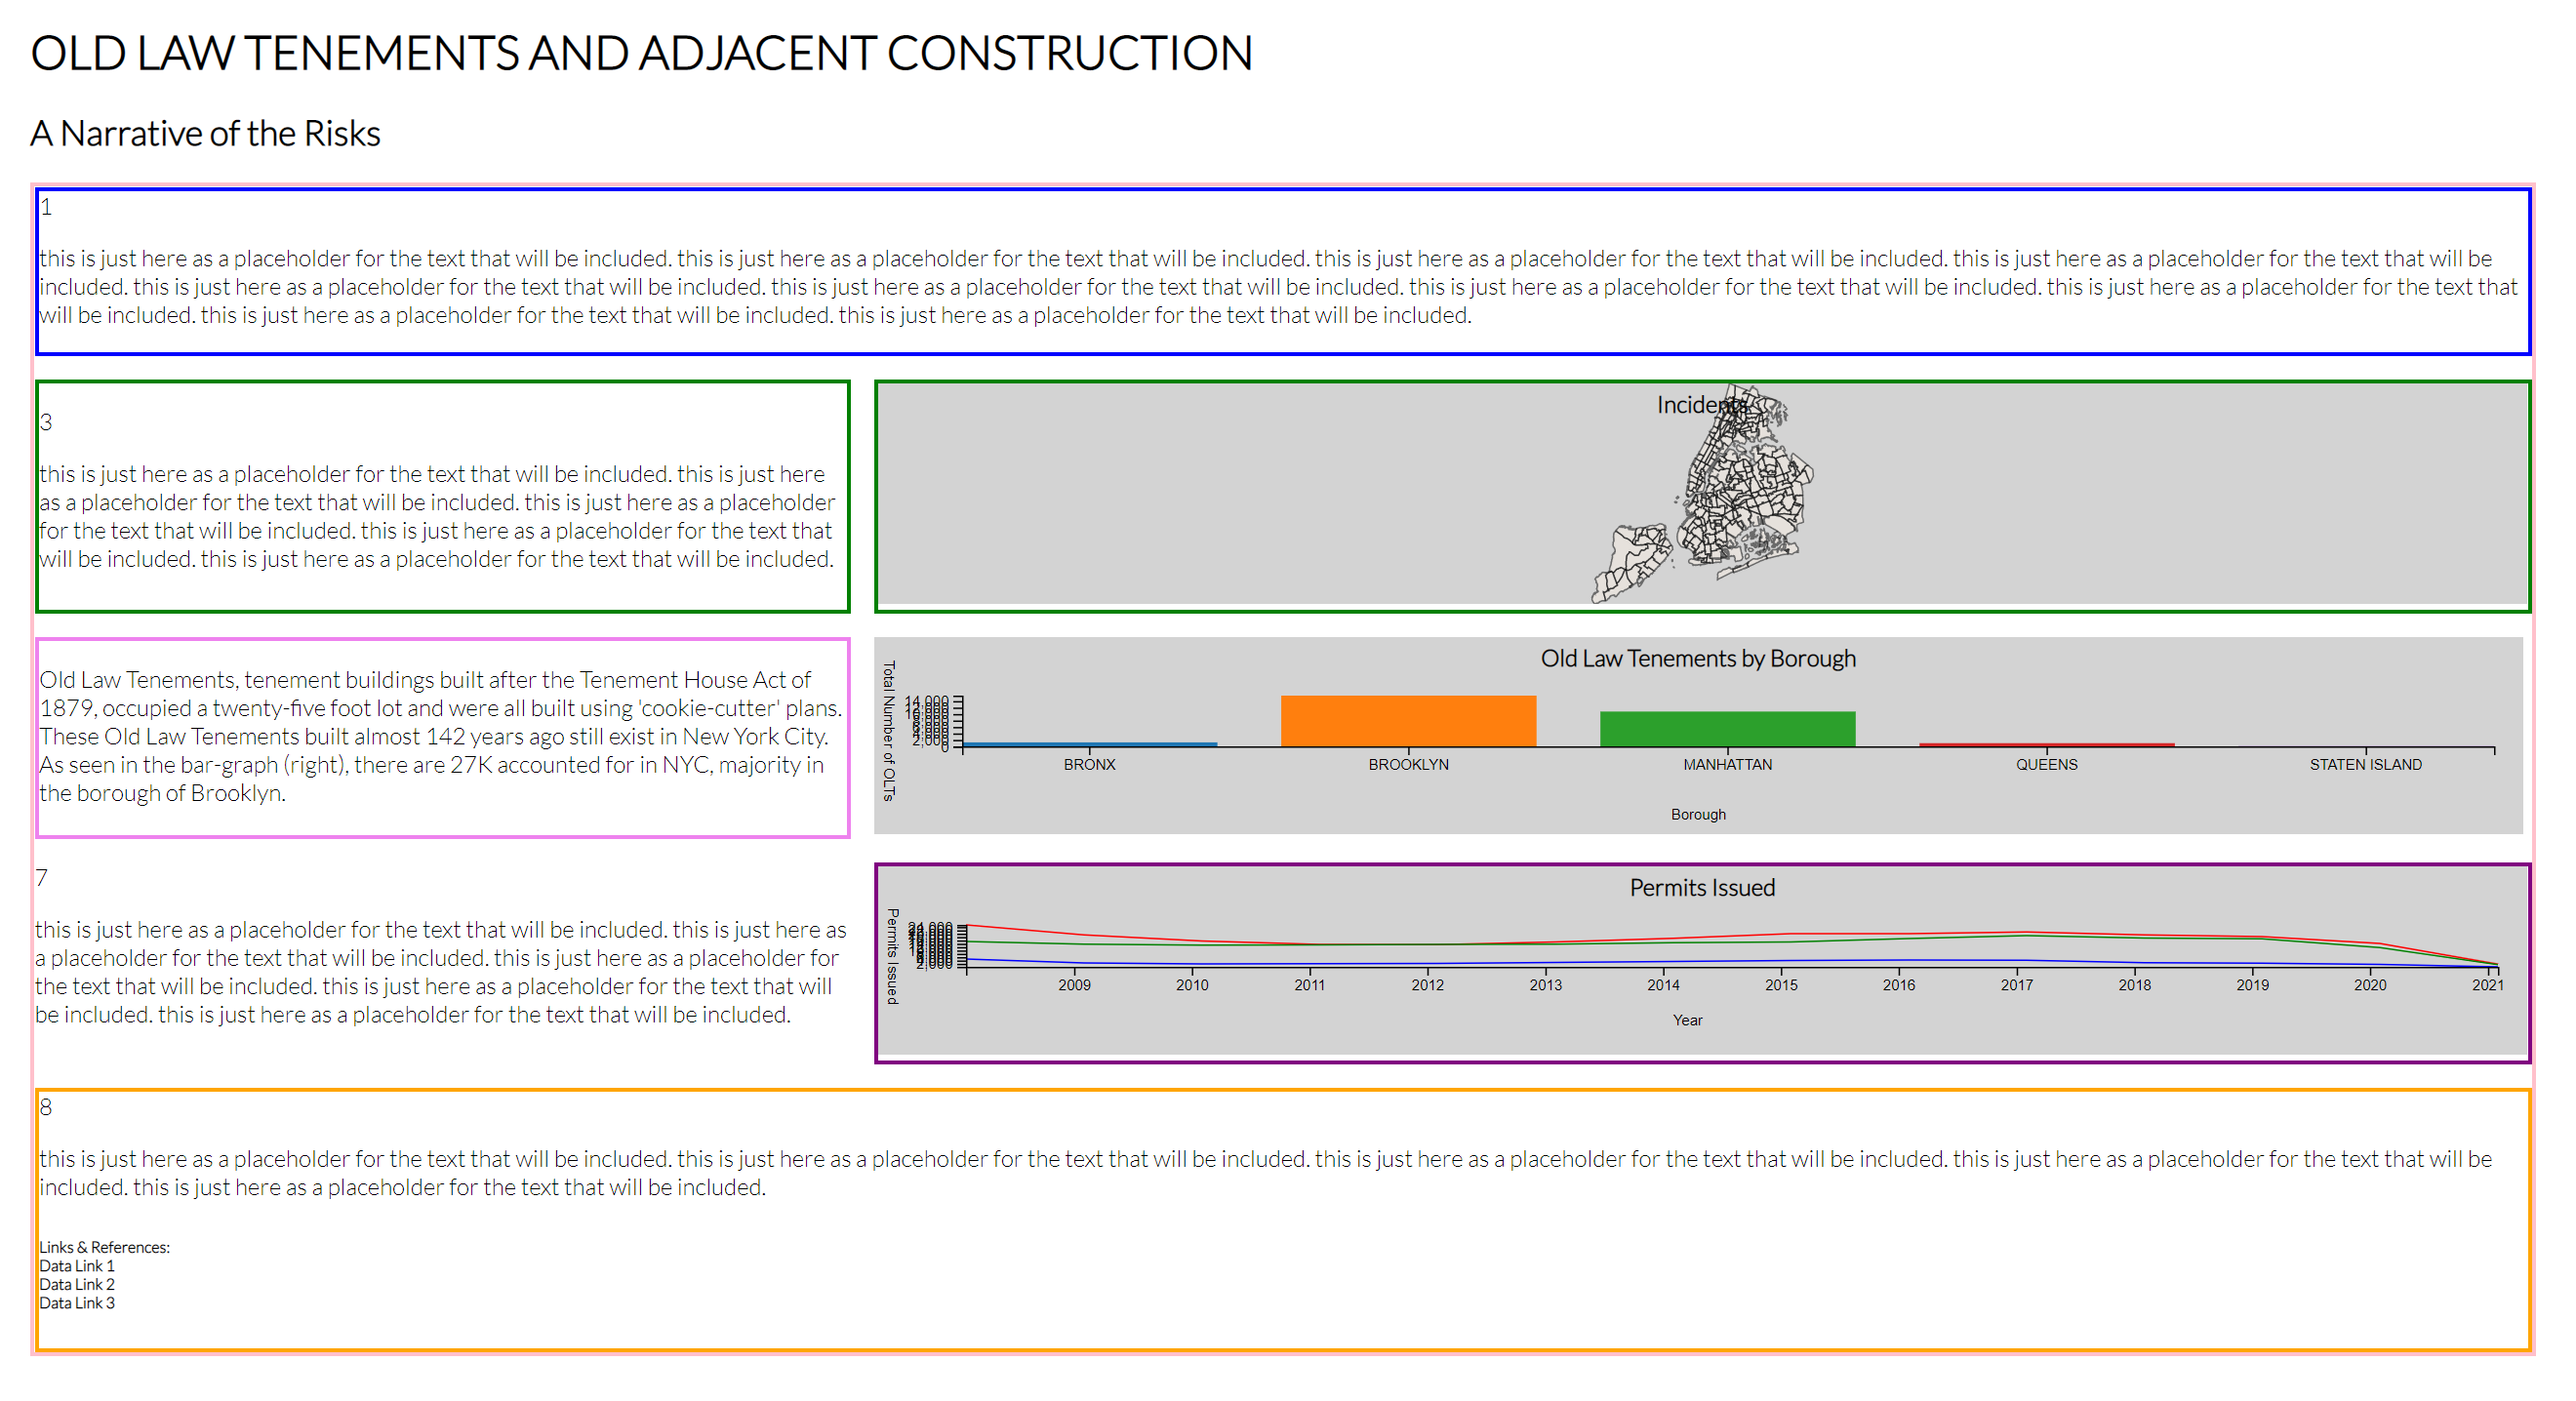 OLD LAW TENEMENTS AND ADJACENT CONSTRUCTION
A Narrative of the Risks
1
this is just here as a placeholder for the text that will be included. this is just here as a placeholder for the text that will be included. this is just here as a placeholder for the text that will be included. this is just here as a placeholder for the text that will be
included. this is just here as a placeholder for the text that will be included. this is just here as a placeholder for the text that will be included. this is just here as a placeholder for the text that will be included. this is just here as a placeholder for the text that
will be included. this is just here as a placeholder for the text that will be included. this is just here as a placeholder for the text that will be included.
3
this is just here as a placeholder for the text that will be included. this is just here
as a placeholder for the text that will be included. this is just here as a placeholder
for the text that will be included. this is just here as a placeholder for the text that
will be included. this is just here as a placeholder for the text that will be included.
Incidents
Old Law Tenements, tenement buildings built after the Tenement House Act of
1879, occupied a twenty-five foot lot and were all built using 'cookie-cutter' plans.
These Old Law Tenements built almost 142 years ago still exist in New York City.
As seen in the bar-graph (right), there are 27K accounted for in NYC, majority in
the borough of Brooklyn.
Old Law Tenements by Borough
Total Number of OLTs
14,000
2,000
0
BRONX BROOKLYN MANHATTAN QUEENS STATEN ISLAND
Borough
7
this is just here as a placeholder for the text that will be included. this is just here as
a placeholder for the text that will be included. this is just here as a placeholder for
the text that will be included. this is just here as a placeholder for the text that will
be included. this is just here as a placeholder for the text that will be included.
Permits Issued
Permits Issued
2,000
2009 2010 2011 2012 2013 2014 2015 2016 2017 2018 2019 2020 2021
Year
8
this is just here as a placeholder for the text that will be included. this is just here as a placeholder for the text that will be included. this is just here as a placeholder for the text that will be included. this is just here as a placeholder for the text that will be
included. this is just here as a placeholder for the text that will be included.
Links & References:
Data Link 1
Data Link 2
Data Link 3